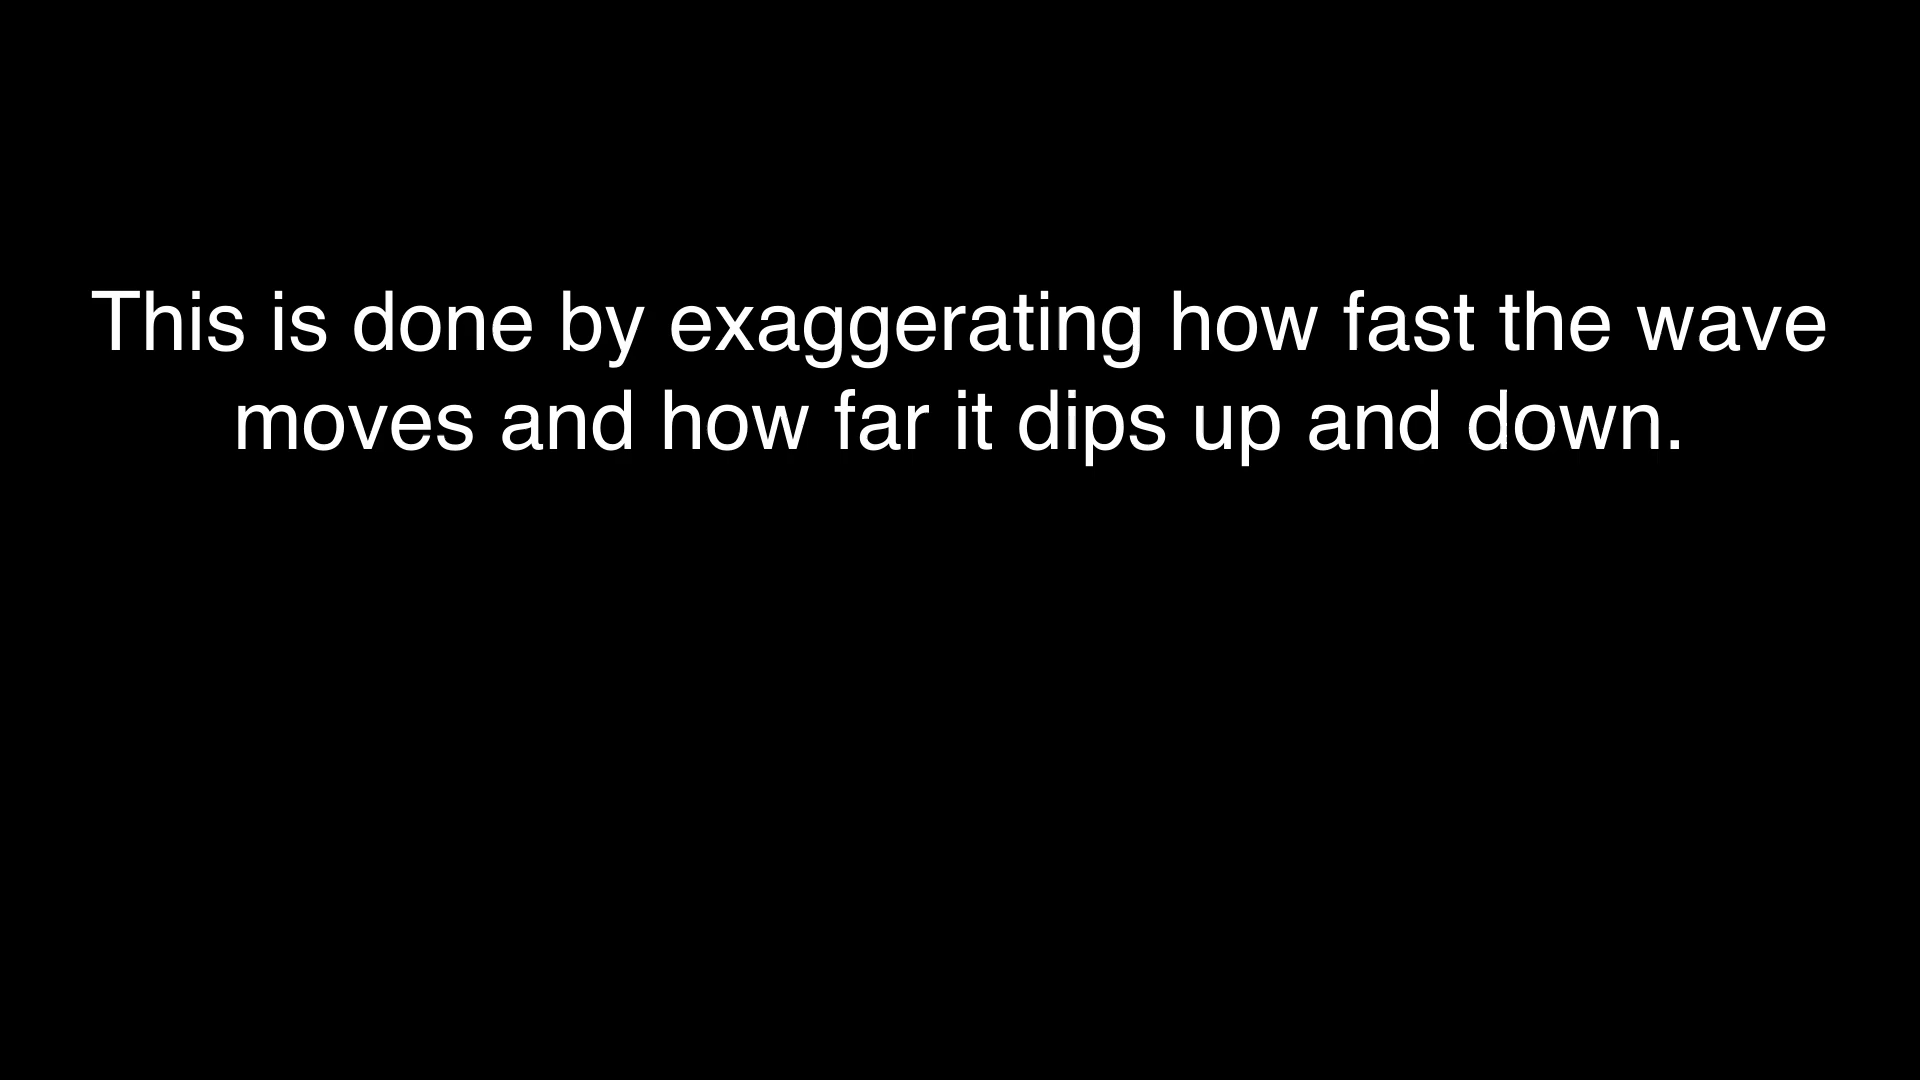 This is done by exaggerating how fast the wave
moves and how far it dips up and down.